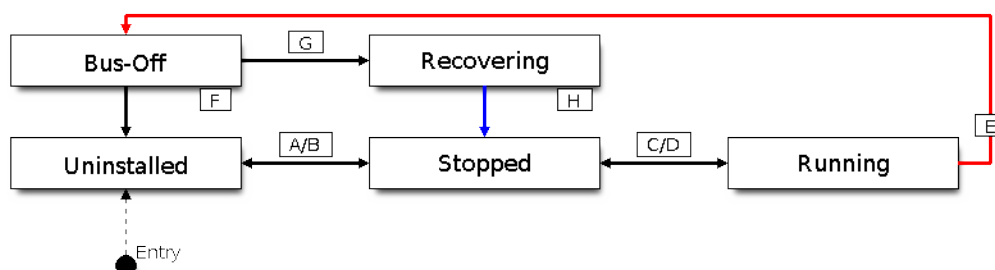 G
Bus-Off
Recovering
F
H
E
A/B
C/D
Uninstalled
Stopped
Running
Entry